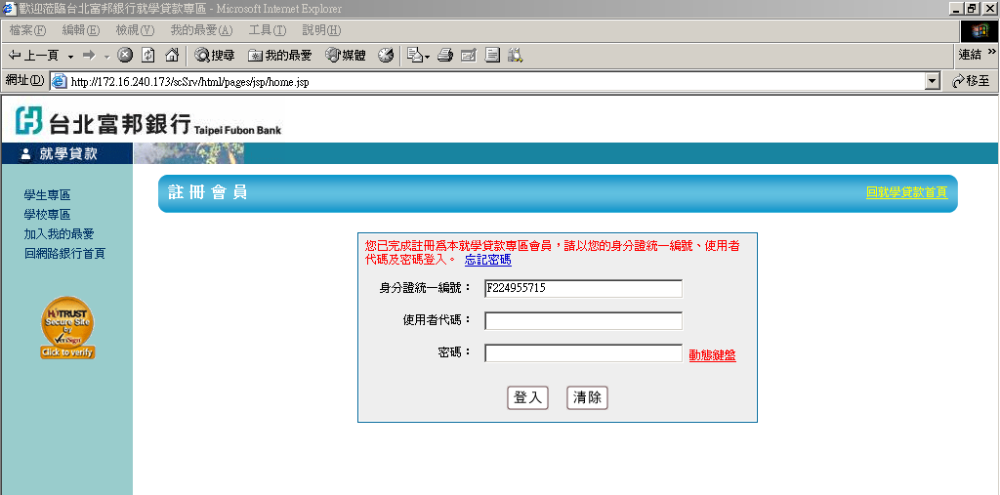 歡迎蒞臨台北富邦銀行就學貸款專區 - Microsoft Internet Explorer
檔案(F) 編輯(E) 檢視(V) 我的最愛(A) 工具(T) 說明(H)
上一頁 搜尋 我的最愛 媒體 連結 »
網址(D) http://172.16.240.173/scSrv/html/pages/jsp/home.jsp 移至
台北富邦銀行 Taipei Fubon Bank
就學貸款
註冊會員 回就學貸款首頁
學生專區
學校專區
加入我的最愛
回網路銀行首頁
您已完成註冊為本就學貸款專區會員，請以您的身分證統一編號、使用者
代碼及密碼登入。 忘記密碼
身分證統一編號： F224955715
使用者代碼：
密碼： 動態鍵盤
登入 清除
HiTRUST
Secure Site
by
VeriSign
Click to verify